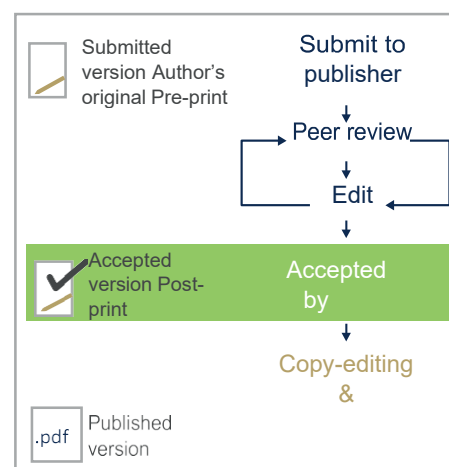 Submitted
version Author's
original Pre-print
Submit to
publisher
Peer review
Edit
Accepted
version Post-
print
Accepted
by
Copy-editing
&
.pdf
Published
version